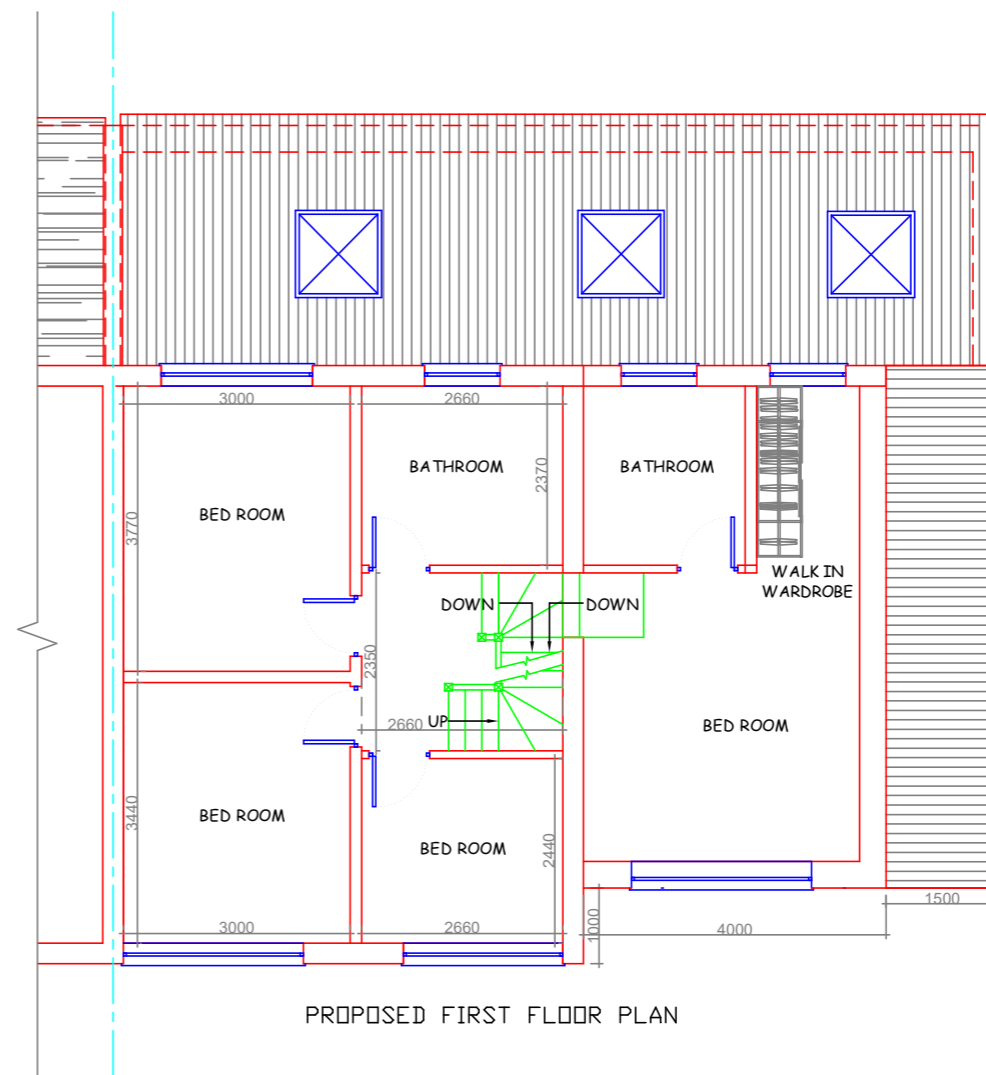 3000
2660
BATHROOM
BATHROOM
2370
BED ROOM
3770
WALK IN
WARDROBE
DOWN
DOWN
2350
UP
2660
BED ROOM
BED ROOM
3440
BED ROOM
2440
3000
2660
1000
4000
1500
PROPOSED FIRST FLOOR PLAN